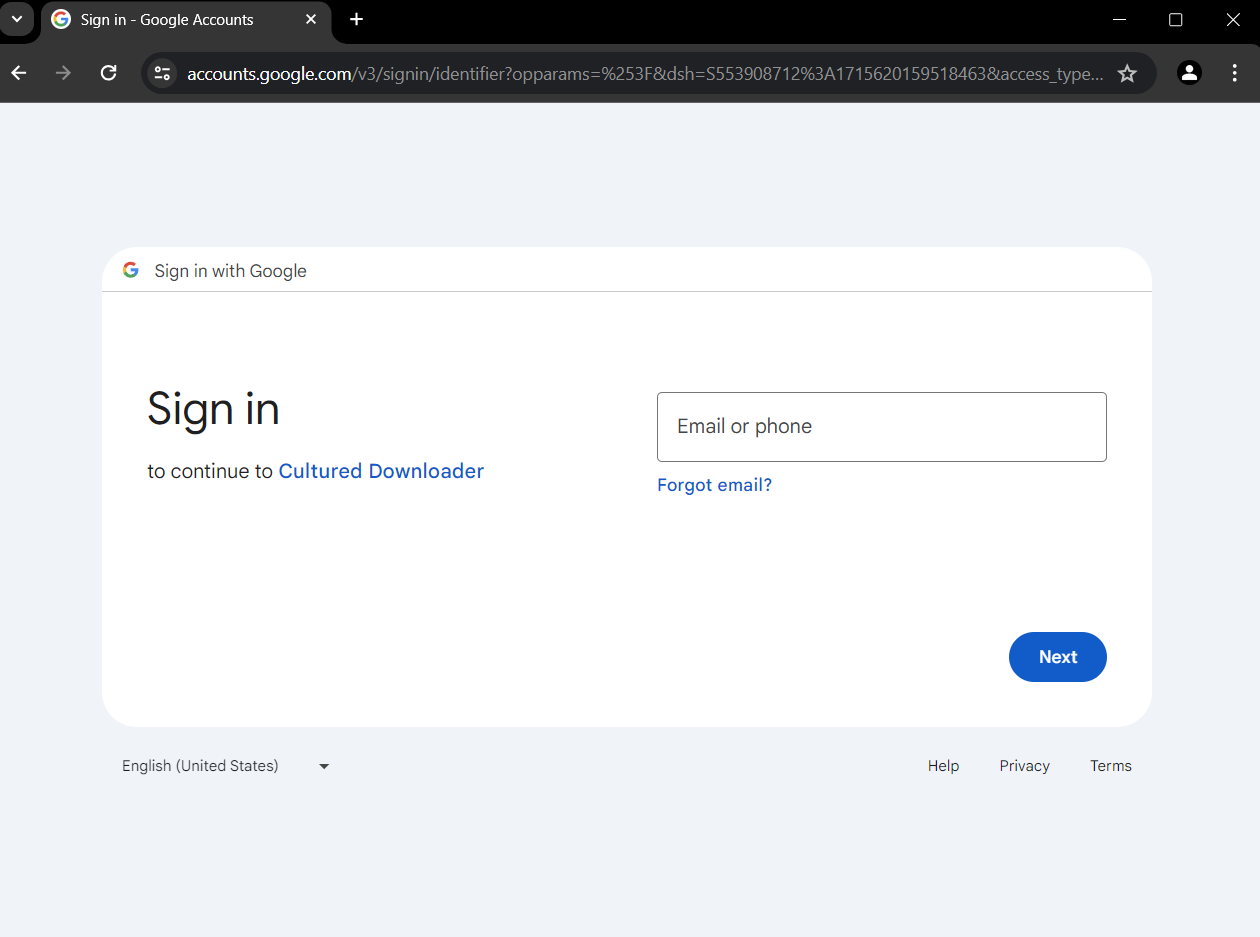 Sign in - Google Accounts
accounts.google.com/v3/signin/identifier?opparams=%253F&dsh=S553908712%3A1715620159518463&access_type...
Sign in with Google
Sign in
to continue to Cultured Downloader
Email or phone
Forgot email?
Next
English (United States)
Help Privacy Terms